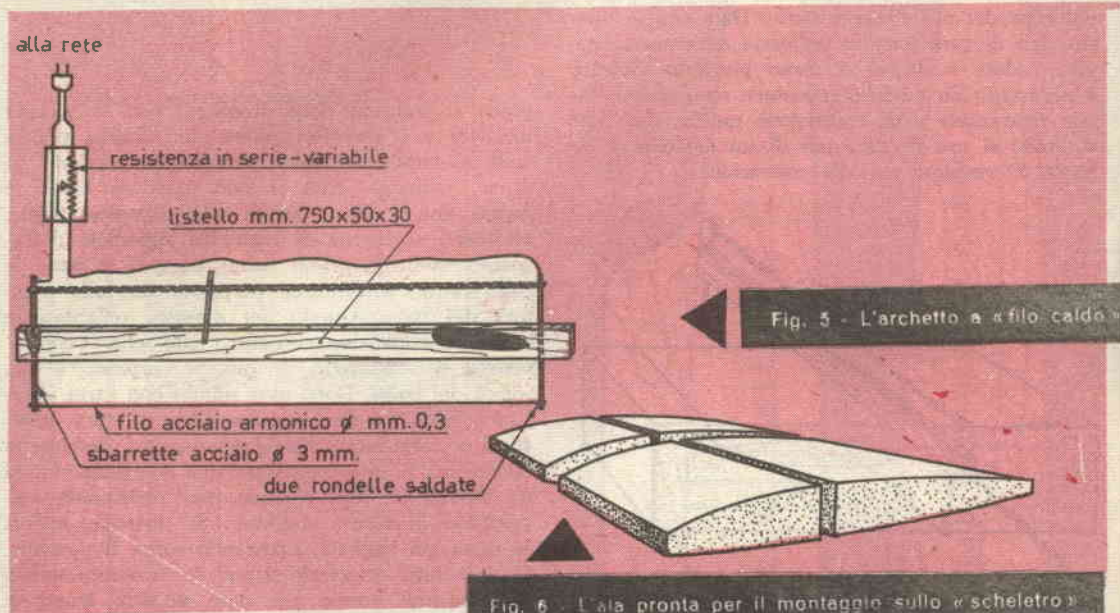 alla rete
resistenza in serie-variabile
listello mm. 750x50x30
Fig. 5 - L'archetto a «filo caldo»
filo acciaio armonico ø mm. 0,3
sbarrette acciaio ø 3 mm.
due rondelle saldate
Fig. 6 - L'ala pronta per il montaggio sullo «scheletro»